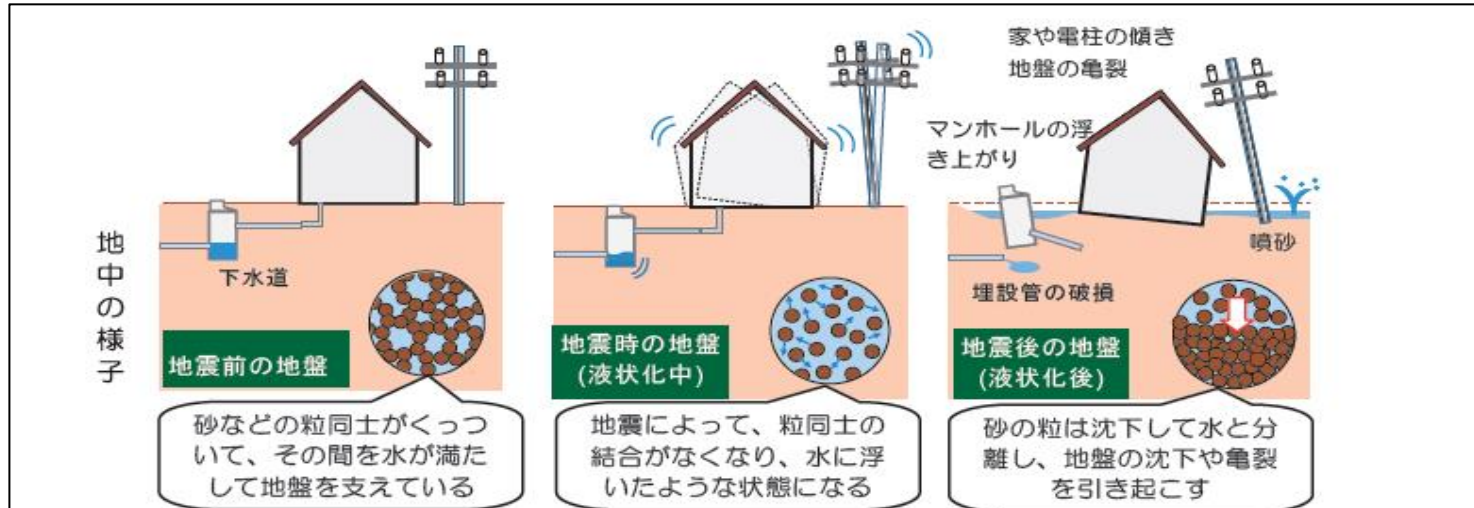 家や電柱の傾き
地盤の亀裂
マンホールの浮
き上がり
地中の様子
下水道
地震前の地盤
砂などの粒同士がくっつ
いて、その間を水が満た
して地盤を支えている
地震時の地盤
(液状化中)
地震によって、粒同士の
結合がなくなり、水に浮
いたような状態になる
噴砂
埋設管の破損
地震後の地盤
(液状化後)
砂の粒は沈下して水と分
離し、地盤の沈下や亀裂
を引き起こす